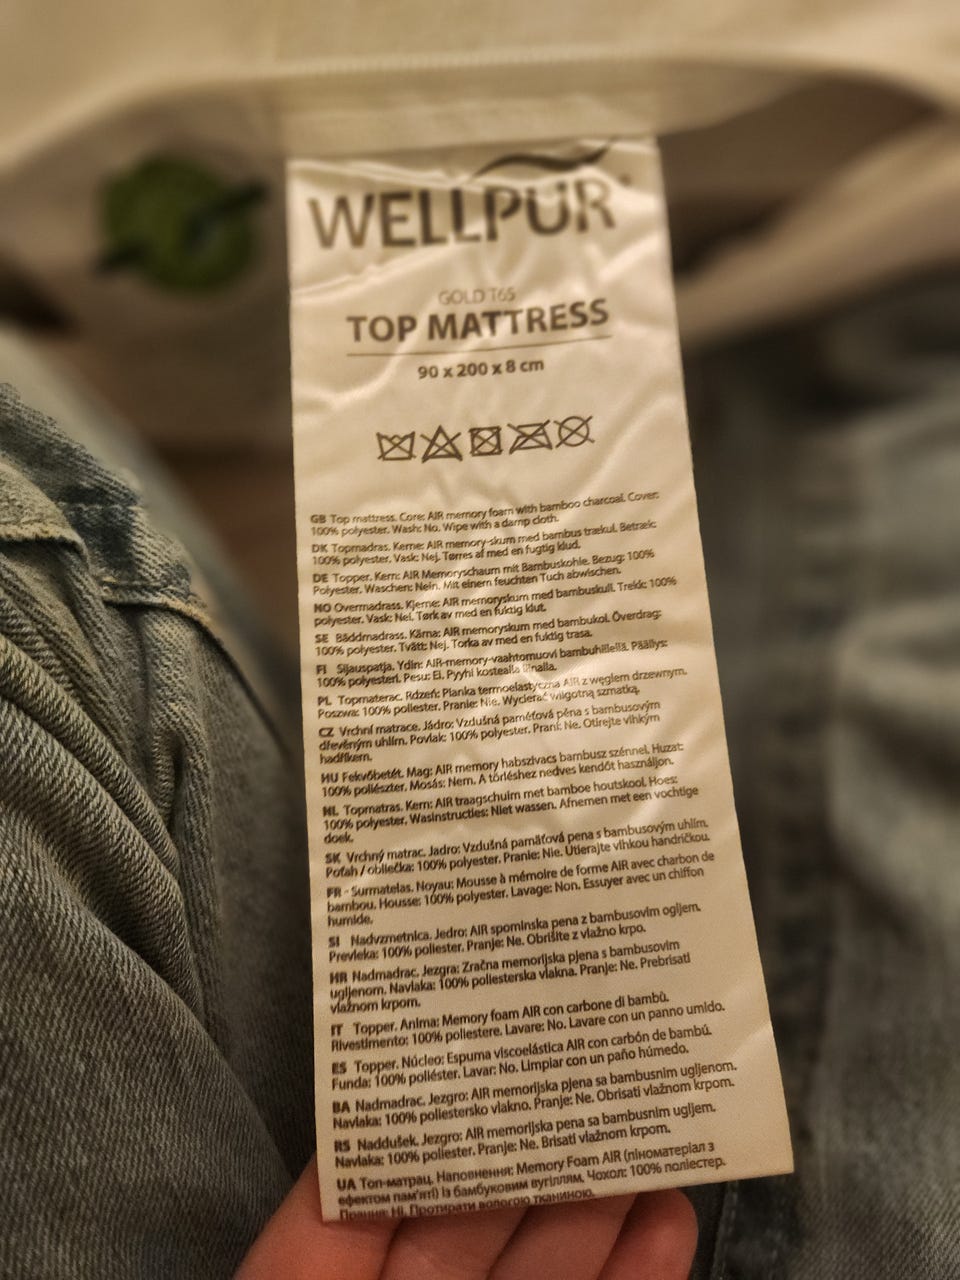 WELLPUR
GOLD T65
TOP MATTRESS
90 x 200 x 8 cm
GB Top mattress. Core: AIR memory foam with bamboo charcoal. Cover:
100% polyester. Wash: No. Wipe with a damp cloth.
DK Topmadras. Kerne: AIR memory-skum med bambus trækul. Betræk:
100% polyester. Vask: Nej. Tørres af med en fugtig klud.
DE Topper. Kern: AIR Memoryschaum mit Bambuskohle. Bezug: 100%
Polyester. Waschen: Nein. Mit einem feuchten Tuch abwischen.
NO Overmadrass. Kjerne: AIR memoryskum med bambuskull. Trekk: 100%
polyester. Vask: Nei. Tørk av med en fuktig klut.
SE Bäddmadrass. Kärna: AIR memoryskum med bambukol. Överdrag:
100% polyester. Tvätt: Nej. Torka av med en fuktig trasa.
FI Sijauspatja. Ydin: AIR-memory-vaahtomuovi bambuhiilellä. Päällys:
100% polyesteri. Pesu: Ei. Pyyhi kostealla liinalla.
PL Topmaterac. Rdzeń: Pianka termoelastyczna AIR z węglem drzewnym.
Poszwa: 100% poliester. Pranie: Nie. Wycierać wilgotną szmatką.
CZ Vrchní matrace. Jádro: Vzdušná paměťová pěna s bambusovým
dřevěným uhlím. Povlak: 100% polyester. Praní: Ne. Otírejte vlhkým
hadříkem.
HU Fekvőbetét. Mag: AIR memory habszivacs bambusz szénnel. Huzat:
100% poliészter. Mosás: Nem. A törléshez nedves kendőt használjon.
NL Topmatras. Kern: AIR traagschuim met bamboe houtskool. Hoes:
100% polyester. Wasinstructies: Niet wassen. Afnemen met een vochtige
doek.
SK Vrchný matrac. Jadro: Vzdušná pamäťová pena s bambusovým uhlím.
Poťah / obliečka: 100% polyester. Pranie: Nie. Utierajte vlhkou handričkou.
FR - Surmatelas. Noyau: Mousse à mémoire de forme AIR avec charbon de
bambou. Housse: 100% polyester. Lavage: Non. Essuyer avec un chiffon
humide.
SI Nadvzmetnica. Jedro: AIR spominska pena z bambusovim ogljem.
Prevleka: 100% poliester. Pranje: Ne. Obrišite z vlažno krpo.
HR Nadmadrac. Jezgra: Zračna memorijska pjena s bambusovim
ugljenom. Navlaka: 100% poliesterska vlakna. Pranje: Ne. Prebrisati
vlažnom krpom.
IT Topper. Anima: Memory foam AIR con carbone di bambù.
Rivestimento: 100% poliestere. Lavare: No. Lavare con un panno umido.
ES Topper. Núcleo: Espuma viscoelástica AIR con carbón de bambú.
Funda: 100% poliéster. Lavar: No. Limpiar con un paño húmedo.
BA Nadmadrac. Jezgro: AIR memorijska pjena sa bambusnim ugljenom.
Navlaka: 100% poliestersko vlakno. Pranje: Ne. Obrisati vlažnom krpom.
RS Naddušek. Jezgro: AIR memorijska pena sa bambusnim ugljem.
Navlaka: 100% poliester. Pranje: Ne. Brisati vlažnom krpom.
UA Топ-матрац. Наповнення: Memory Foam AIR (піноматеріал з
ефектом пам'яті) із бамбуковим вугіллям. Чохол: 100% поліестер.
Прання: Ні. Протирати вологою тканиною.